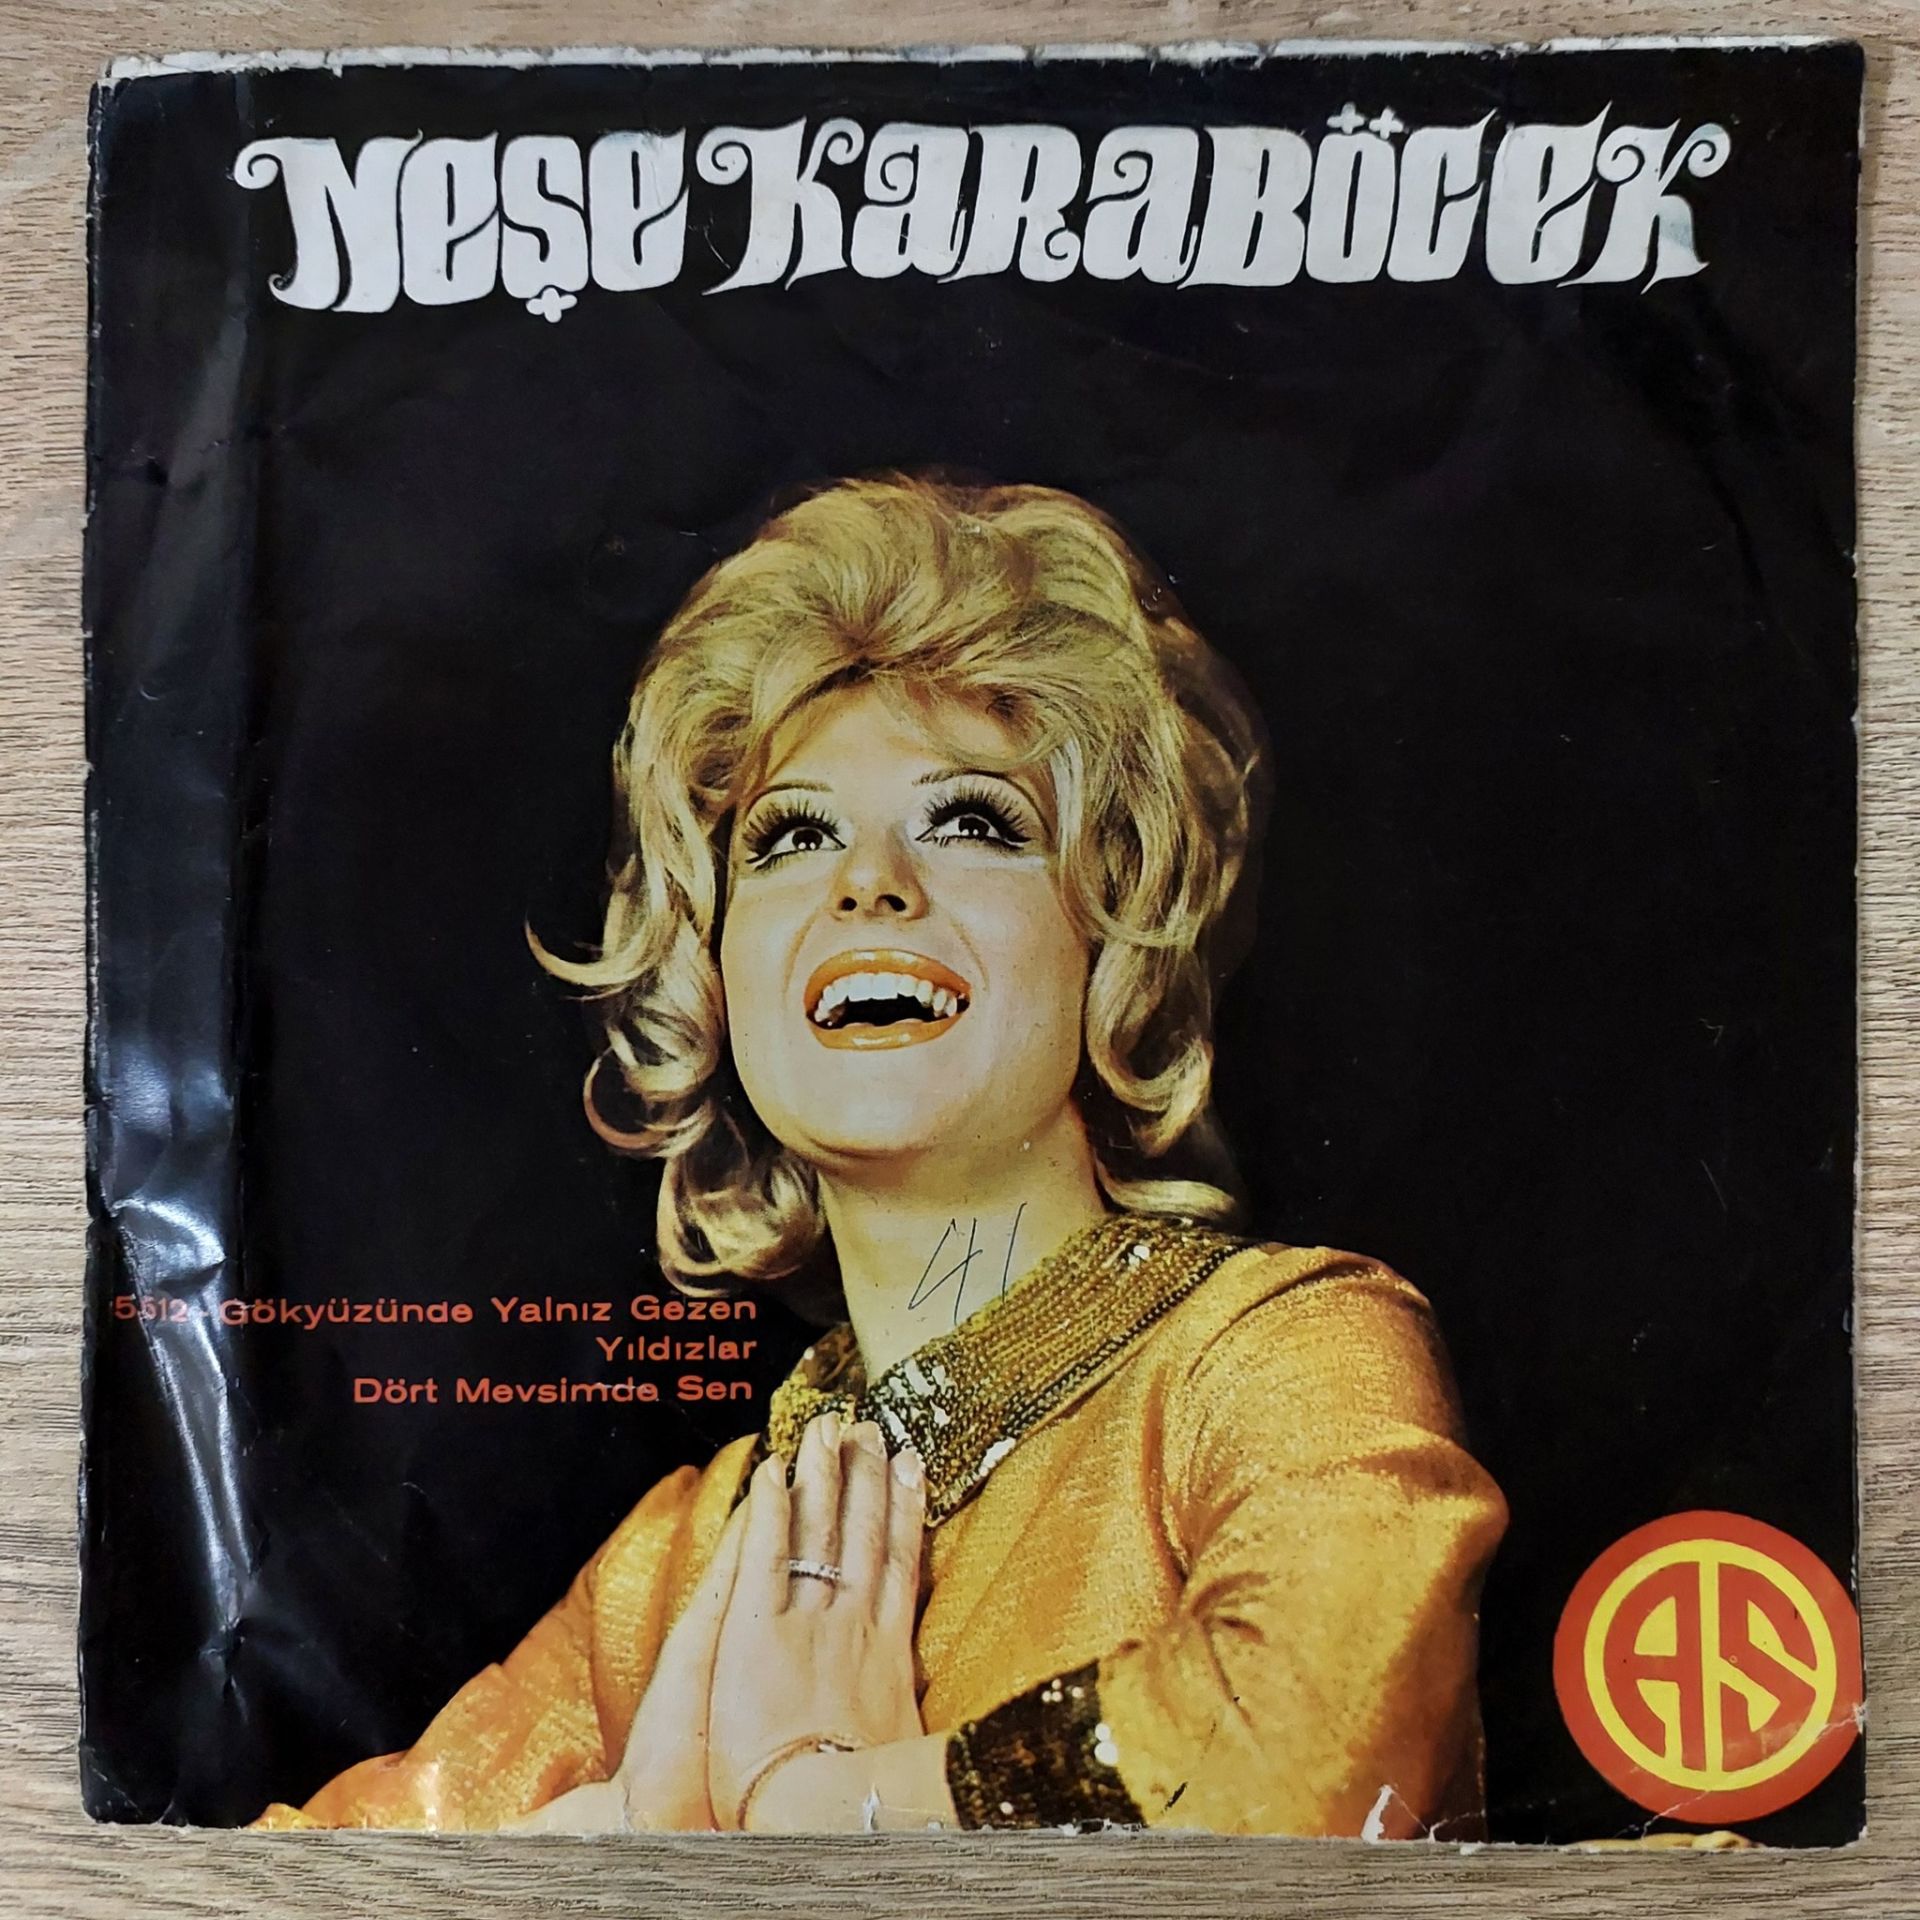 Neşe Karaböcek
41
5512 - Gökyüzünde Yalnız Gezen
Yıldızlar
Dört Mevsimde Sen
AS